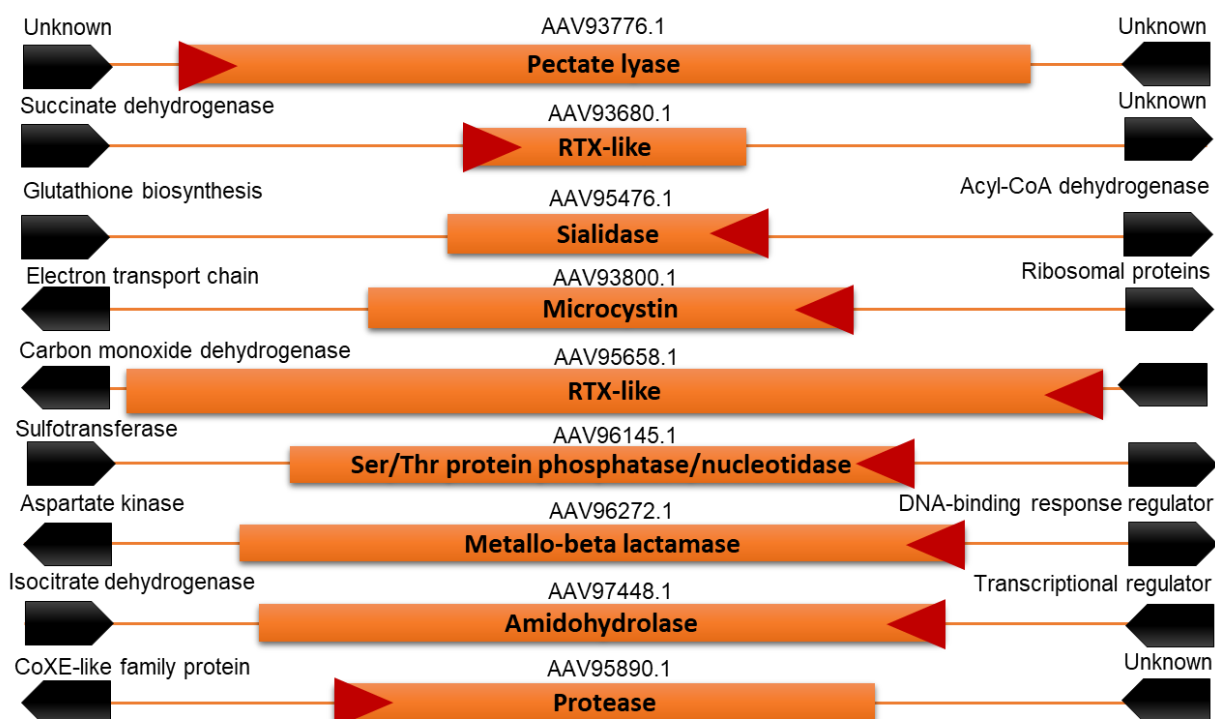 Unknown AAV93776.1 Unknown
Pectate lyase
Succinate dehydrogenase AAV93680.1 Unknown
RTX-like
Glutathione biosynthesis AAV95476.1 Acyl-CoA dehydrogenase
Sialidase
Electron transport chain AAV93800.1 Ribosomal proteins
Microcystin
Carbon monoxide dehydrogenase AAV95658.1
RTX-like
Sulfotransferase AAV96145.1
Ser/Thr protein phosphatase/nucleotidase
Aspartate kinase AAV96272.1 DNA-binding response regulator
Metallo-beta lactamase
Isocitrate dehydrogenase AAV97448.1 Transcriptional regulator
Amidohydrolase
CoXE-like family protein AAV95890.1 Unknown
Protease